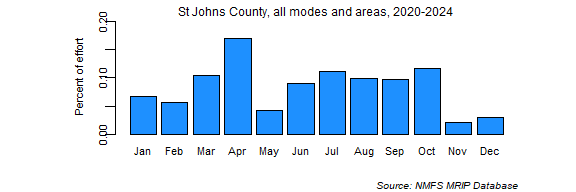 St Johns County, all modes and areas, 2020-2024
Percent of effort
0.20
0.10
0.00
Jan Feb Mar Apr May Jun Jul Aug Sep Oct Nov Dec
Source: NMFS MRIP Database